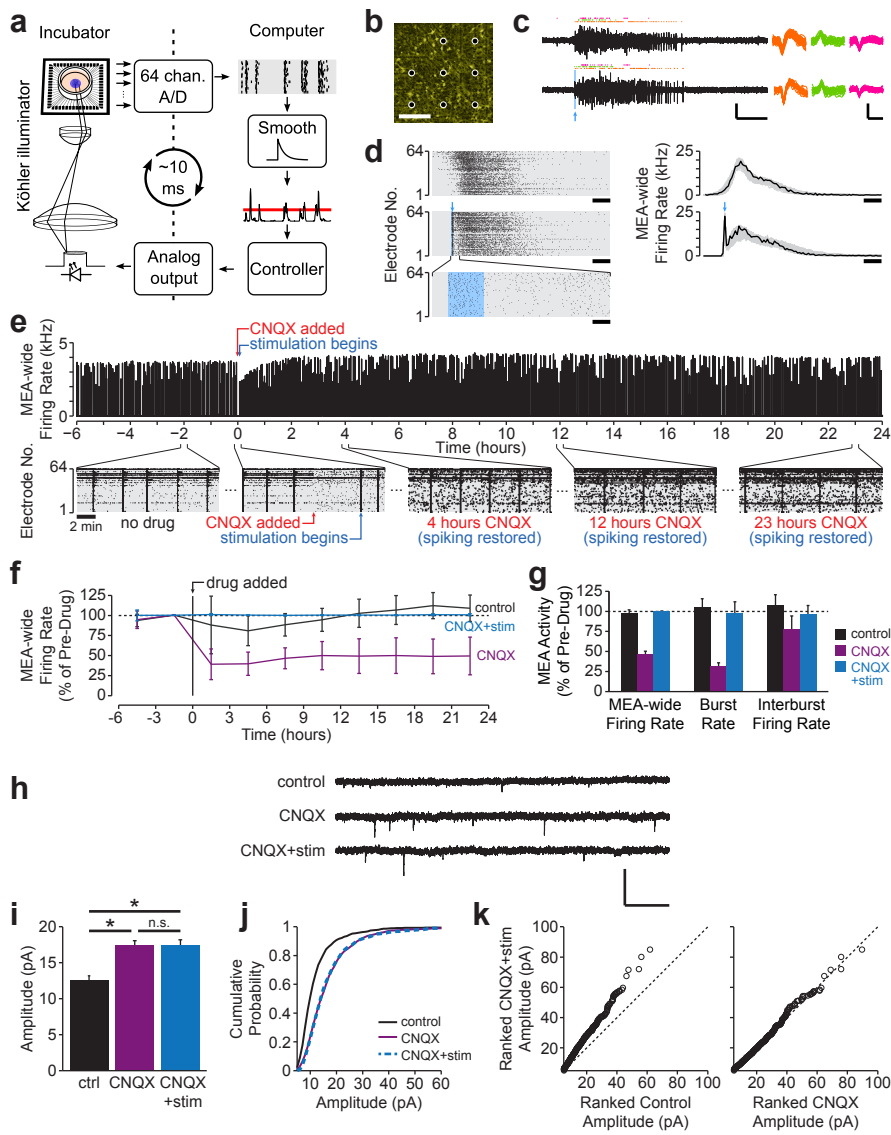 a
Incubator
Computer
64 chan.
A/D
Köhler illuminator
Smooth
~10
ms
Analog
output
Controller
b
c
d
64
1
64
1
64
1
Electrode No.
MEA-wide
Firing Rate (kHz)
25
0
25
0
e
CNQX added
stimulation begins
MEA-wide
Firing Rate (kHz)
5
0
−6 −4 −2 0 2 4 6 8 10 12 14 16 18 20 22 24
Time (hours)
Electrode No.
64
1
2 min
no drug
CNQX added
stimulation begins
4 hours CNQX
(spiking restored)
12 hours CNQX
(spiking restored)
23 hours CNQX
(spiking restored)
f
drug added
MEA-wide
Firing Rate
(% of Pre-Drug)
125
100
75
50
25
0
control
CNQX+stim
CNQX
-6 -3 0 3 6 9 12 15 18 21 24
Time (hours)
g
MEA Activity
(% of Pre-Drug)
125
100
75
50
25
0
control
CNQX
CNQX
+stim
MEA-wide
Firing Rate
Burst
Rate
Interburst
Firing Rate
h
control
CNQX
CNQX+stim
i
Amplitude (pA)
20
15
10
5
0
*
*
n.s.
ctrl
CNQX
CNQX
+stim
j
Cumulative
Probability
1
0.8
0.6
0.4
0.2
0
control
CNQX
CNQX+stim
10 20 30 40 50 60
Amplitude (pA)
k
Ranked CNQX+stim
Amplitude (pA)
100
80
60
40
20
20 40 60 80 100
Ranked Control
Amplitude (pA)
20 40 60 80 100
Ranked CNQX
Amplitude (pA)